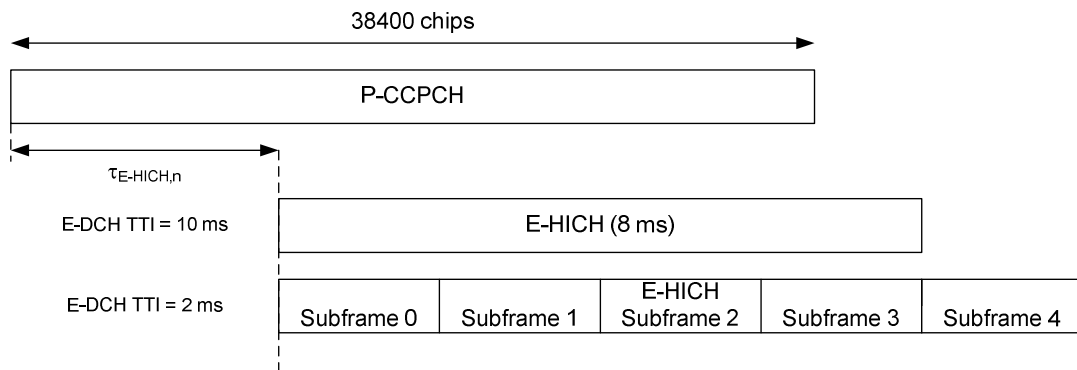 38400 chips
P-CCPCH
τE-HICH,n
E-DCH TTI = 10 ms
E-HICH (8 ms)
E-DCH TTI = 2 ms
E-HICH
Subframe 0 Subframe 1 Subframe 2 Subframe 3 Subframe 4